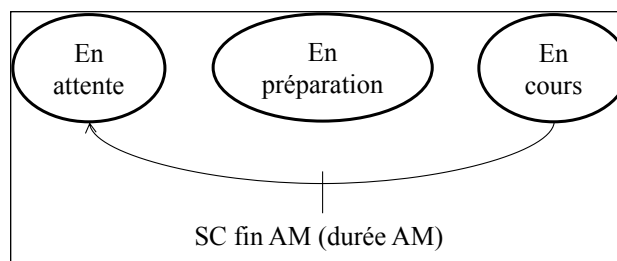 En
attente
En
préparation
En
cours
SC fin AM (durée AM)